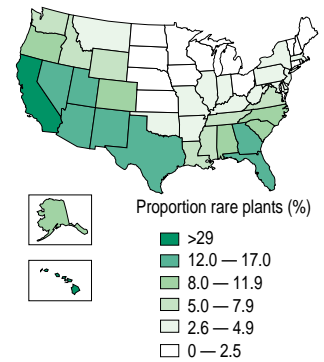 Proportion rare plants (%)
>29
12.0 — 17.0
8.0 — 11.9
5.0 — 7.9
2.6 — 4.9
0 — 2.5